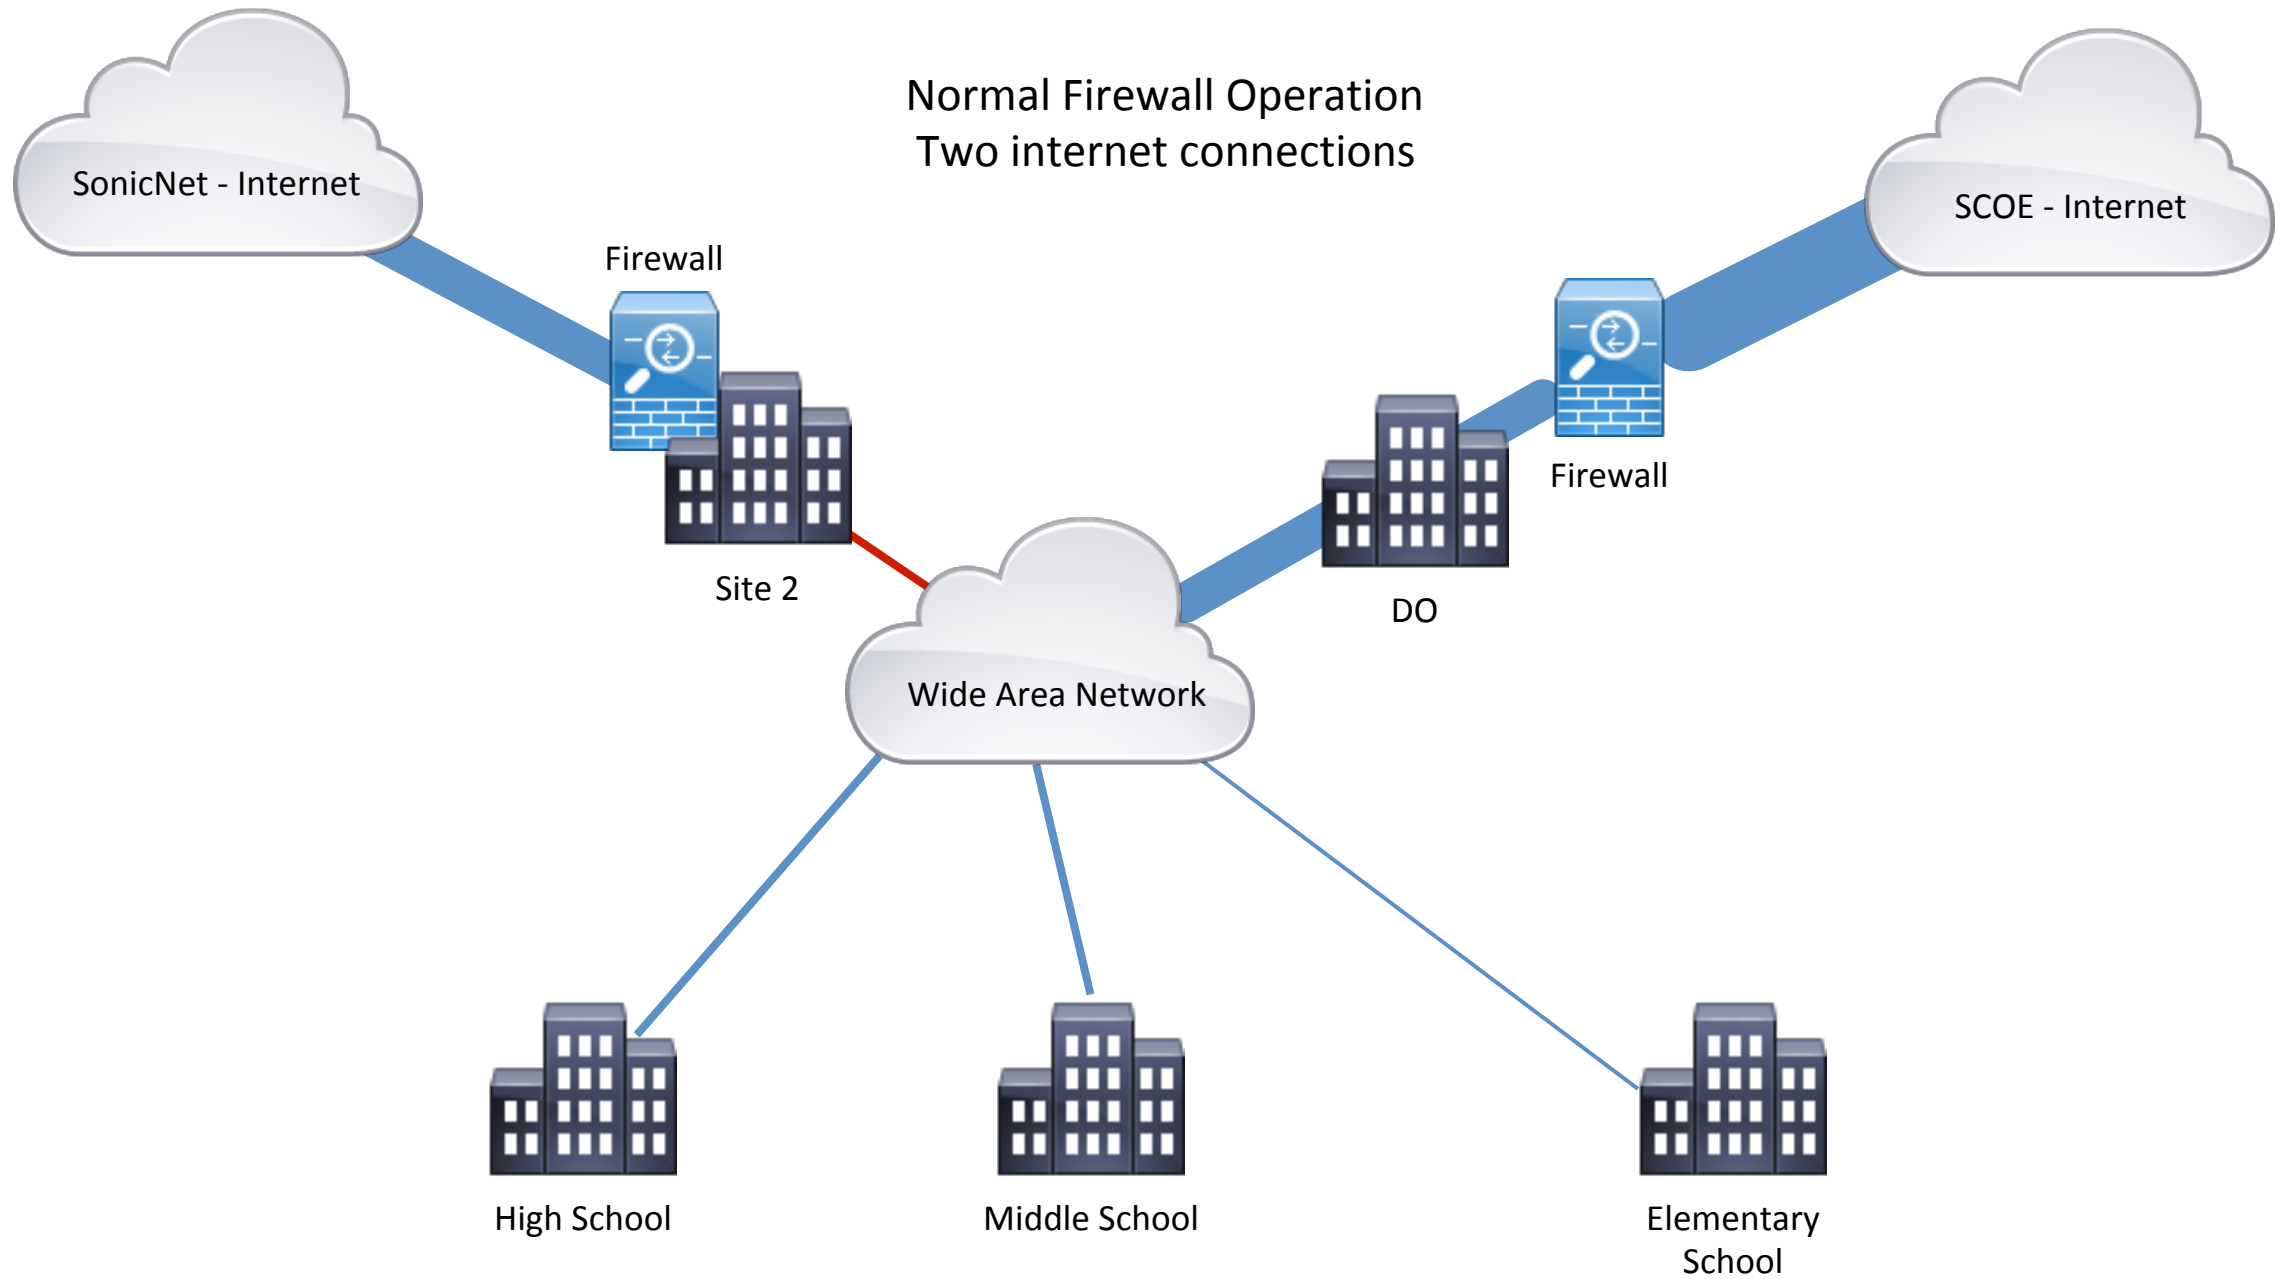 Normal Firewall Operation
Two internet connections
SonicNet - Internet
SCOE - Internet
Firewall
Firewall
Site 2
DO
Wide Area Network
High School
Middle School
Elementary
School